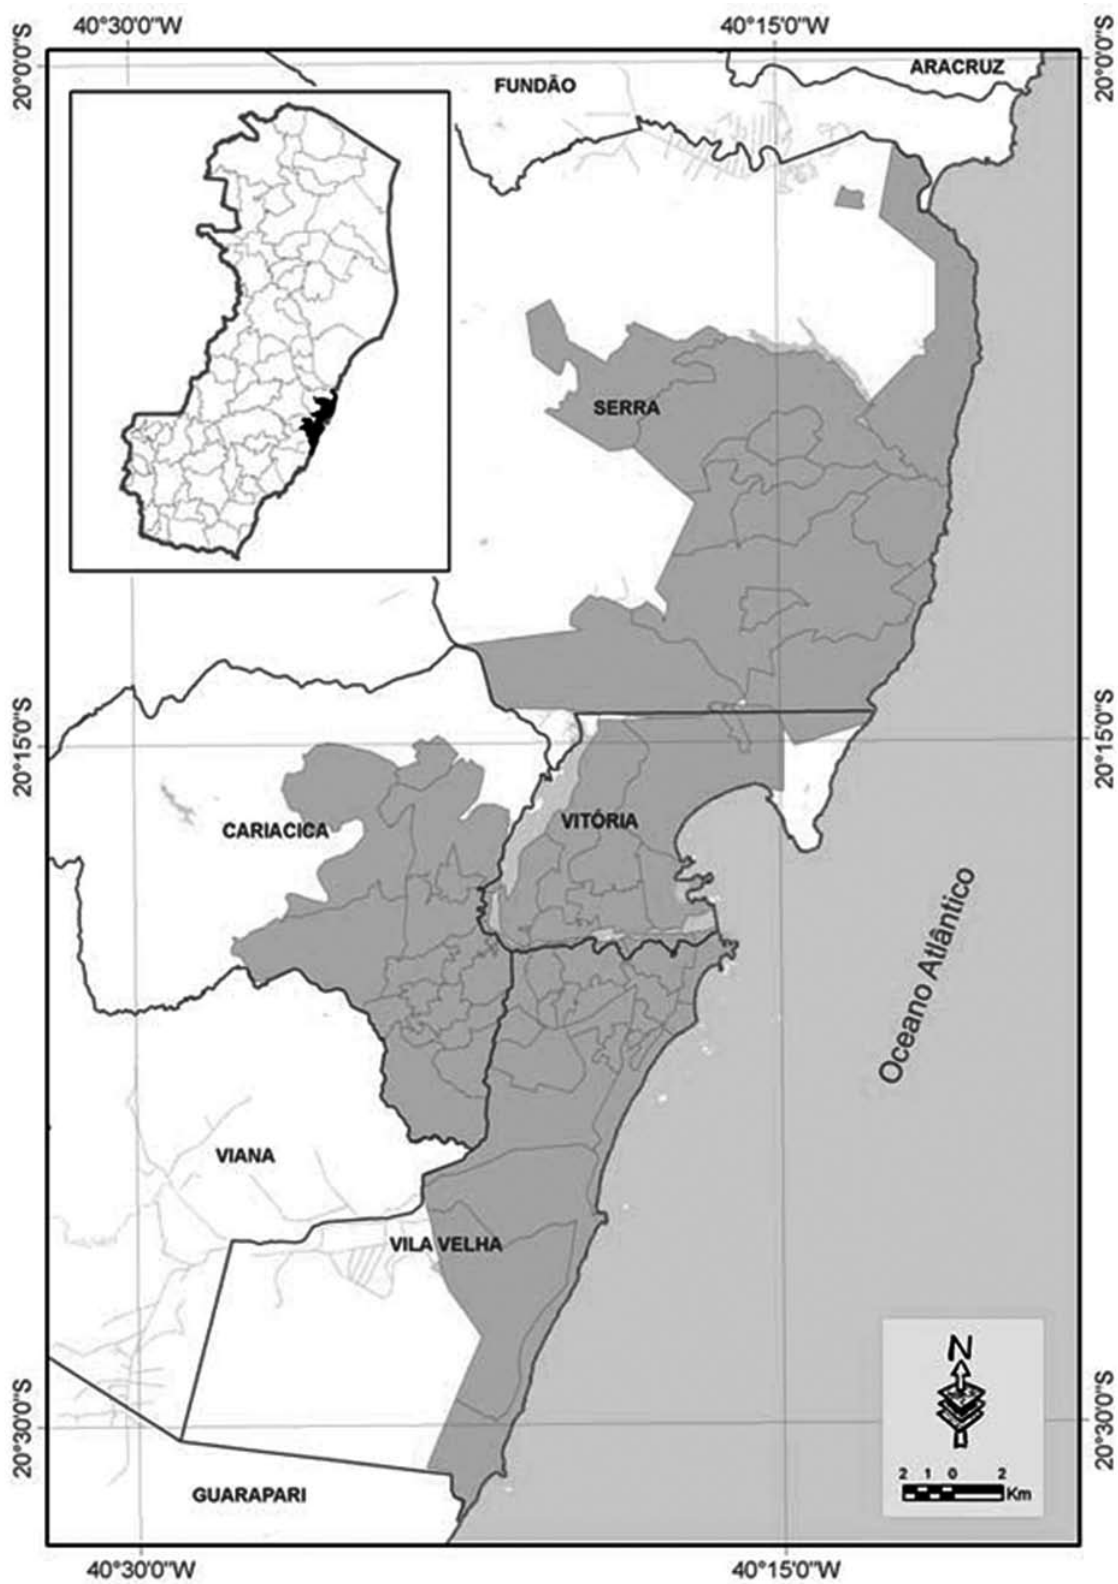 40°30'0"W
40°15'0"W
20°0'0"S
20°0'0"S
ARACRUZ
FUNDÃO
SERRA
20°15'0"S
20°15'0"S
CARIACICA
VITÓRIA
Oceano Atlântico
VIANA
VILA VELHA
N
20°30'0"S
20°30'0"S
2 1 0 2
Km
GUARAPARI
40°30'0"W
40°15'0"W